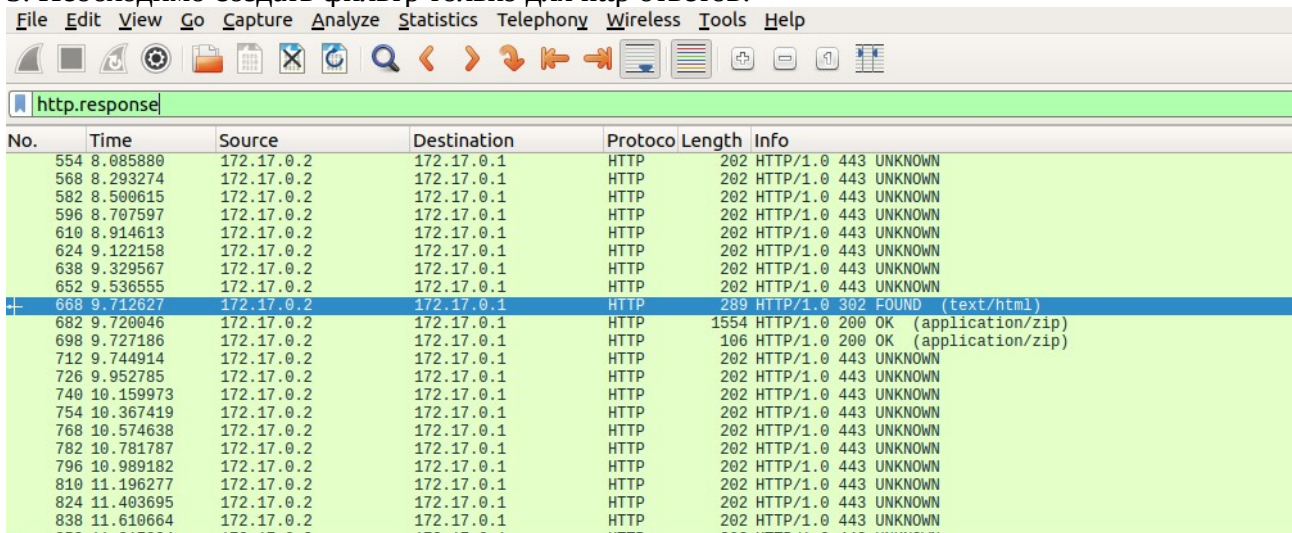 File Edit View Go Capture Analyze Statistics Telephony Wireless Tools Help
http.response
No. Time Source Destination Protoco Length Info
554 8.085880 172.17.0.2 172.17.0.1 HTTP 202 HTTP/1.0 443 UNKNOWN
568 8.293274 172.17.0.2 172.17.0.1 HTTP 202 HTTP/1.0 443 UNKNOWN
582 8.500615 172.17.0.2 172.17.0.1 HTTP 202 HTTP/1.0 443 UNKNOWN
596 8.707597 172.17.0.2 172.17.0.1 HTTP 202 HTTP/1.0 443 UNKNOWN
610 8.914613 172.17.0.2 172.17.0.1 HTTP 202 HTTP/1.0 443 UNKNOWN
624 9.122158 172.17.0.2 172.17.0.1 HTTP 202 HTTP/1.0 443 UNKNOWN
638 9.329567 172.17.0.2 172.17.0.1 HTTP 202 HTTP/1.0 443 UNKNOWN
652 9.536555 172.17.0.2 172.17.0.1 HTTP 202 HTTP/1.0 443 UNKNOWN
668 9.712627 172.17.0.2 172.17.0.1 HTTP 289 HTTP/1.0 302 FOUND (text/html)
682 9.720046 172.17.0.2 172.17.0.1 HTTP 1554 HTTP/1.0 200 OK (application/zip)
698 9.727186 172.17.0.2 172.17.0.1 HTTP 106 HTTP/1.0 200 OK (application/zip)
712 9.744914 172.17.0.2 172.17.0.1 HTTP 202 HTTP/1.0 443 UNKNOWN
726 9.952785 172.17.0.2 172.17.0.1 HTTP 202 HTTP/1.0 443 UNKNOWN
740 10.159973 172.17.0.2 172.17.0.1 HTTP 202 HTTP/1.0 443 UNKNOWN
754 10.367419 172.17.0.2 172.17.0.1 HTTP 202 HTTP/1.0 443 UNKNOWN
768 10.574638 172.17.0.2 172.17.0.1 HTTP 202 HTTP/1.0 443 UNKNOWN
782 10.781787 172.17.0.2 172.17.0.1 HTTP 202 HTTP/1.0 443 UNKNOWN
796 10.989182 172.17.0.2 172.17.0.1 HTTP 202 HTTP/1.0 443 UNKNOWN
810 11.196277 172.17.0.2 172.17.0.1 HTTP 202 HTTP/1.0 443 UNKNOWN
824 11.403695 172.17.0.2 172.17.0.1 HTTP 202 HTTP/1.0 443 UNKNOWN
838 11.610664 172.17.0.2 172.17.0.1 HTTP 202 HTTP/1.0 443 UNKNOWN